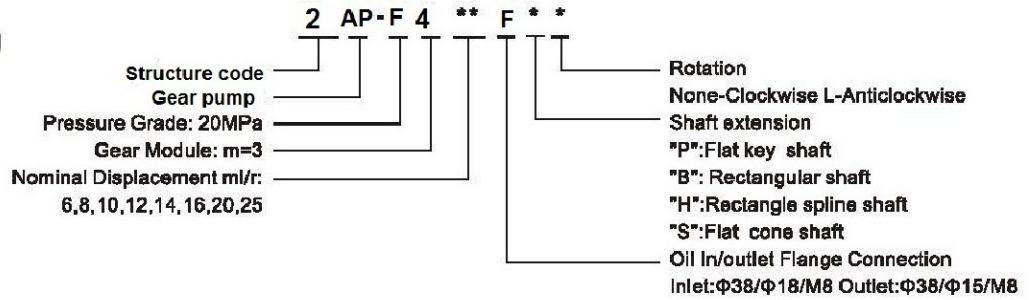 2 AP-F 4 ** F * *
Structure code
Gear pump
Pressure Grade: 20MPa
Gear Module: m=3
Nominal Displacement ml/r:
6,8,10,12,14,16,20,25
Rotation
None-Clockwise L-Anticlockwise
Shaft extension
"P":Flat key shaft
"B": Rectangular shaft
"H":Rectangle spline shaft
"S":Flat cone shaft
Oil In/outlet Flange Connection
Inlet:Φ38/Φ18/M8 Outlet:Φ38/Φ15/M8